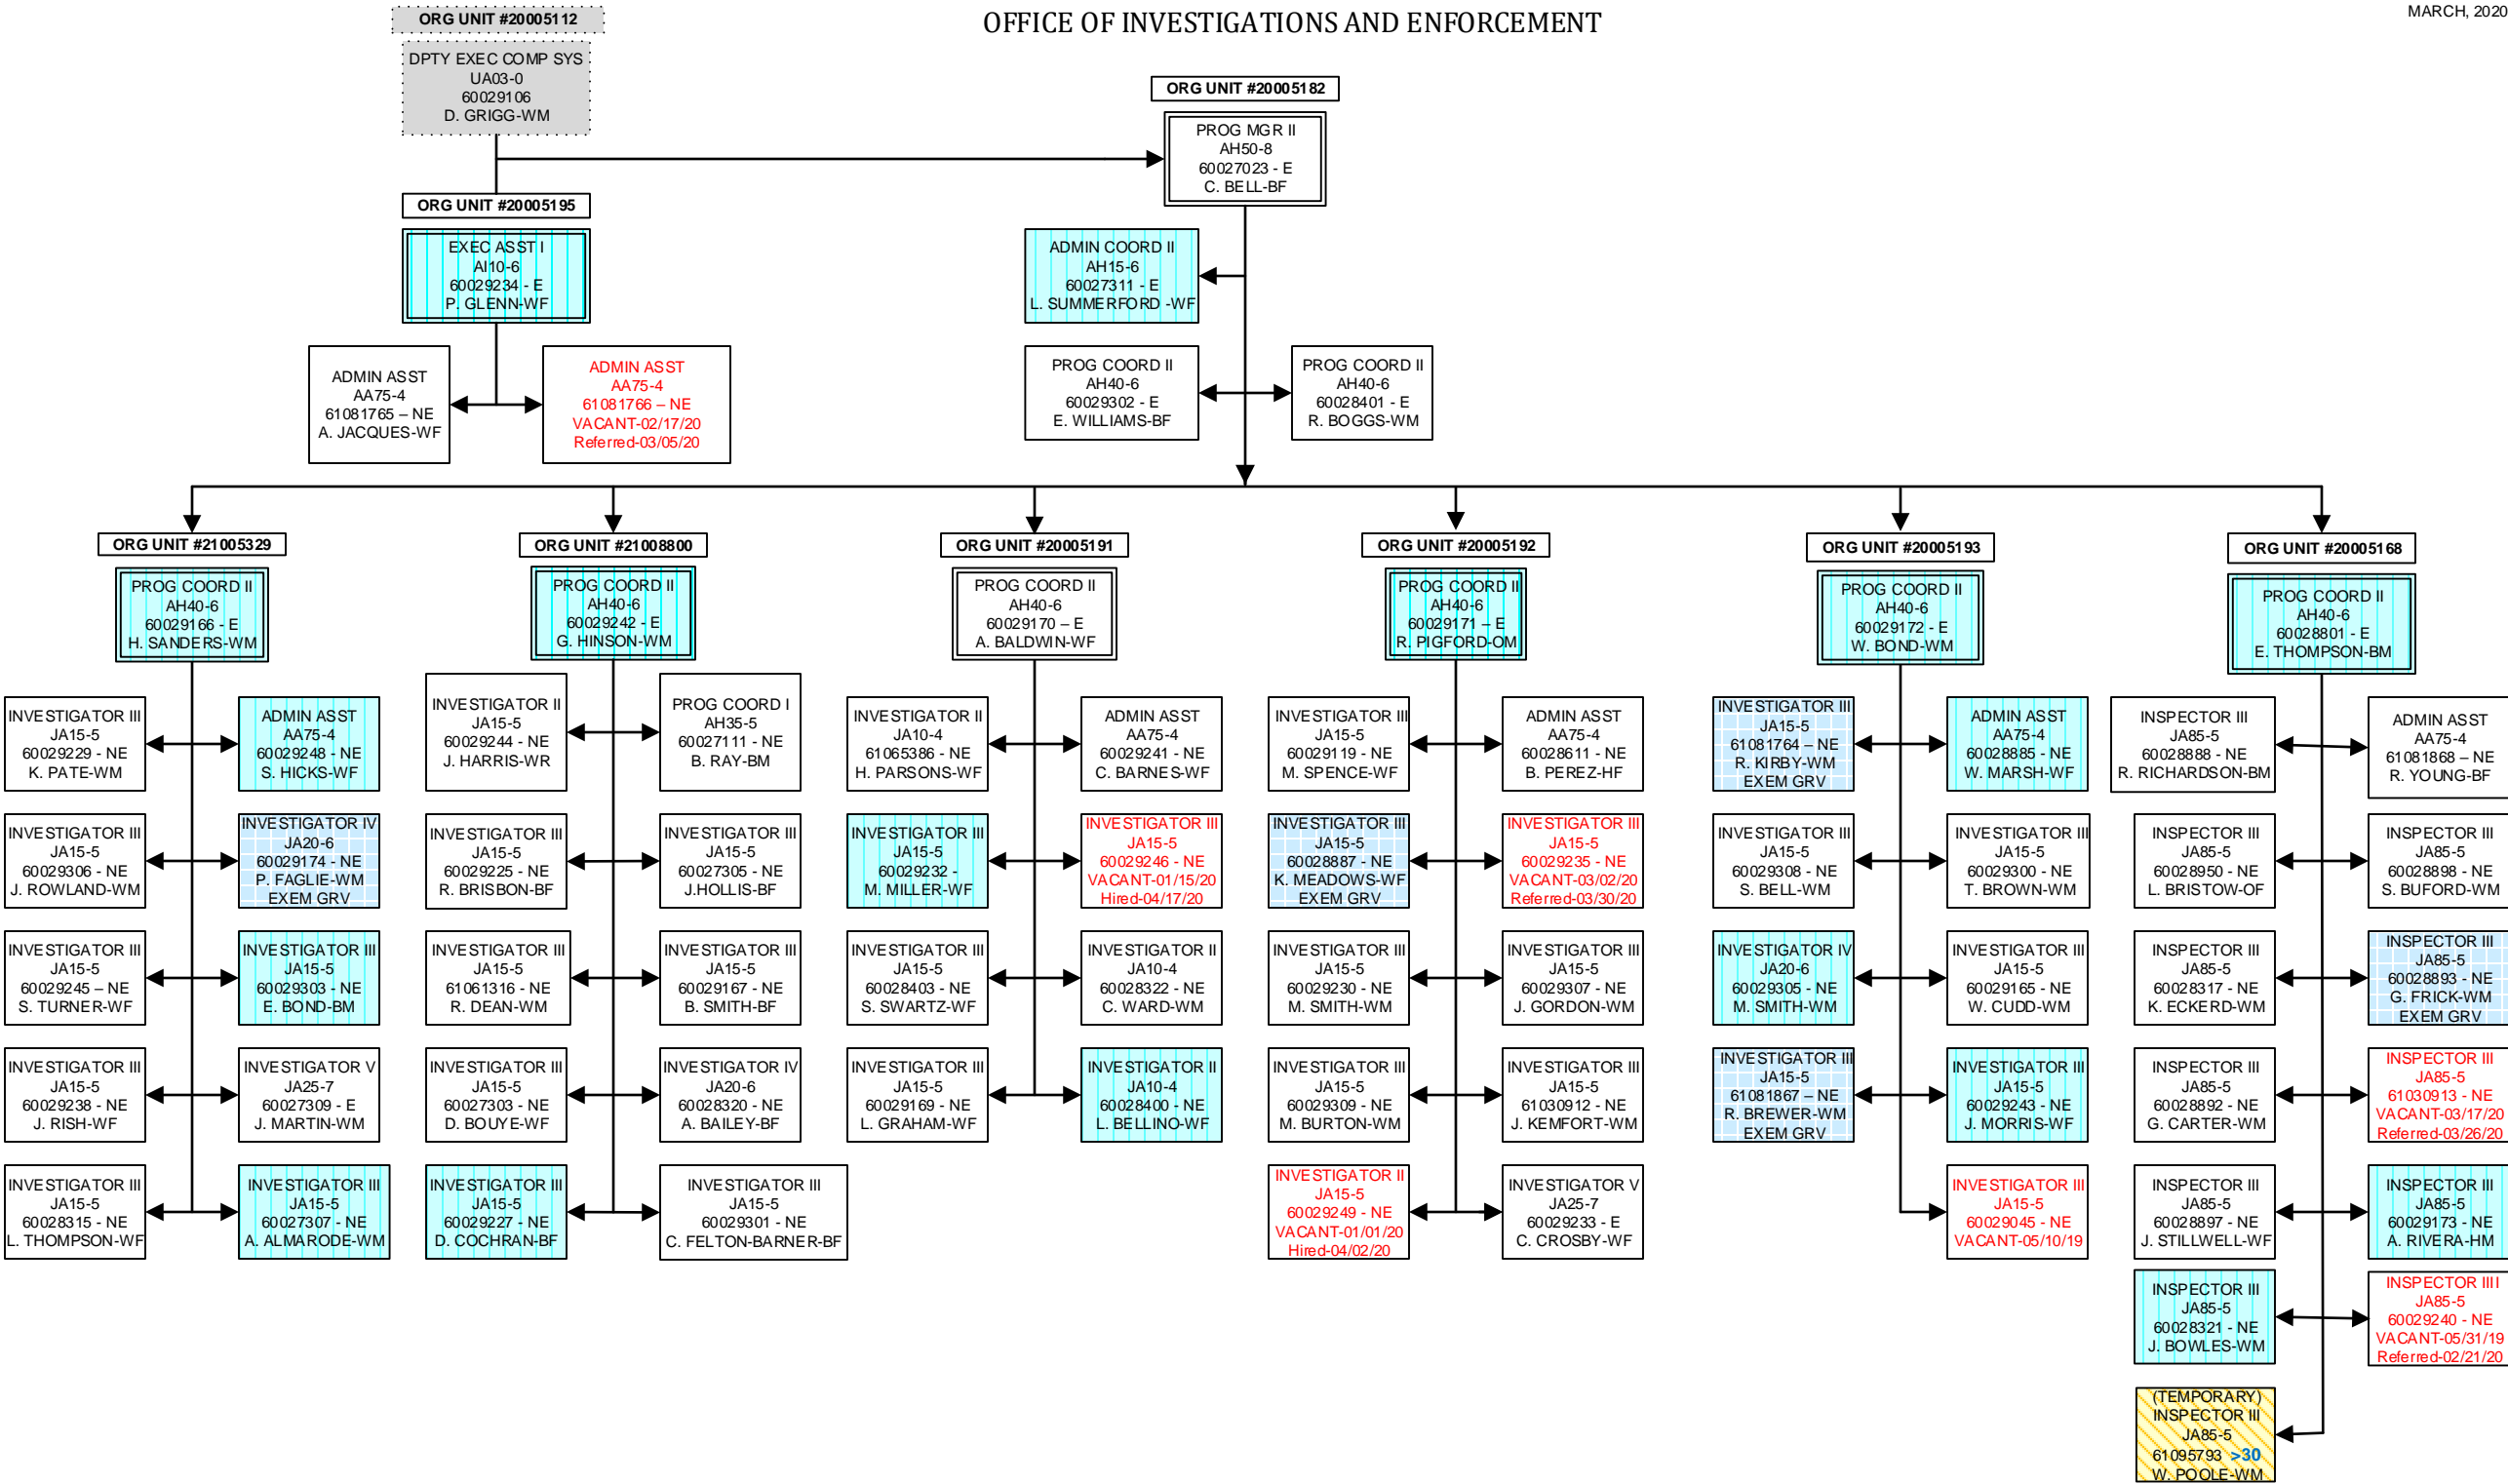 OFFICE OF INVESTIGATIONS AND ENFORCEMENT
MARCH, 2020
ORG UNIT #20005112
DPTY EXEC COMP SYS
UA03-0
60029106
D. GRIGG-WM
ORG UNIT #20005182
PROG MGR II
AH50-8
60027023 - E
C. BELL-BF
ORG UNIT #20005195
EXEC ASST I
AI10-6
60029234 - E
P. GLENN-WF
ADMIN COORD II
AH15-6
60027311 - E
L. SUMMERFORD -WF
ADMIN ASST
AA75-4
61081765 – NE
A. JACQUES-WF
ADMIN ASST
AA75-4
61081766 – NE
VACANT-02/17/20
Referred-03/05/20
PROG COORD II
AH40-6
60029302 - E
E. WILLIAMS-BF
PROG COORD II
AH40-6
60028401 - E
R. BOGGS-WM
ORG UNIT #21005329
PROG COORD II
AH40-6
60029166 - E
H. SANDERS-WM
INVESTIGATOR III
JA15-5
60029229 - NE
K. PATE-WM
ADMIN ASST
AA75-4
60029248 - NE
S. HICKS-WF
INVESTIGATOR III
JA15-5
60029306 - NE
J. ROWLAND-WM
INVESTIGATOR IV
JA20-6
60029174 - NE
P. FAGLIE-WM
EXEM GRV
INVESTIGATOR III
JA15-5
60029245 – NE
S. TURNER-WF
INVESTIGATOR III
JA15-5
60029303 - NE
E. BOND-BM
INVESTIGATOR III
JA15-5
60029238 - NE
J. RISH-WF
INVESTIGATOR V
JA25-7
60027309 - E
J. MARTIN-WM
INVESTIGATOR III
JA15-5
60028315 - NE
L. THOMPSON-WF
INVESTIGATOR III
JA15-5
60027307 - NE
A. ALMARODE-WM
ORG UNIT #21008800
PROG COORD II
AH40-6
60029242 - E
G. HINSON-WM
INVESTIGATOR II
JA15-5
60029244 - NE
J. HARRIS-WR
PROG COORD I
AH35-5
60027111 - NE
B. RAY-BM
INVESTIGATOR III
JA15-5
60029225 - NE
R. BRISBON-BF
INVESTIGATOR III
JA15-5
60027305 - NE
J.HOLLIS-BF
INVESTIGATOR III
JA15-5
61061316 - NE
R. DEAN-WM
INVESTIGATOR III
JA15-5
60029167 - NE
B. SMITH-BF
INVESTIGATOR III
JA15-5
60027303 - NE
D. BOUYE-WF
INVESTIGATOR IV
JA20-6
60028320 - NE
A. BAILEY-BF
INVESTIGATOR III
JA15-5
60029227 - NE
D. COCHRAN-BF
INVESTIGATOR III
JA15-5
60029301 - NE
C. FELTON-BARNER-BF
ORG UNIT #20005191
PROG COORD II
AH40-6
60029170 – E
A. BALDWIN-WF
INVESTIGATOR II
JA10-4
61065386 - NE
H. PARSONS-WF
ADMIN ASST
AA75-4
60029241 - NE
C. BARNES-WF
INVESTIGATOR III
JA15-5
60029232 -
M. MILLER-WF
INVESTIGATOR III
JA15-5
60029246 - NE
VACANT-01/15/20
Hired-04/17/20
INVESTIGATOR III
JA15-5
60028403 - NE
S. SWARTZ-WF
INVESTIGATOR II
JA10-4
60028322 - NE
C. WARD-WM
INVESTIGATOR III
JA15-5
60029169 - NE
L. GRAHAM-WF
INVESTIGATOR II
JA10-4
60028400 - NE
L. BELLINO-WF
ORG UNIT #20005192
PROG COORD II
AH40-6
60029171 – E
R. PIGFORD-OM
INVESTIGATOR III
JA15-5
60029119 - NE
M. SPENCE-WF
ADMIN ASST
AA75-4
60028611 - NE
B. PEREZ-HF
INVESTIGATOR III
JA15-5
60028887 - NE
K. MEADOWS-WF
EXEM GRV
INVESTIGATOR III
JA15-5
60029235 - NE
VACANT-03/02/20
Referred-03/30/20
INVESTIGATOR III
JA15-5
60029230 - NE
M. SMITH-WM
INVESTIGATOR III
JA15-5
60029307 - NE
J. GORDON-WM
INVESTIGATOR III
JA15-5
60029309 - NE
M. BURTON-WM
INVESTIGATOR III
JA15-5
61030912 - NE
J. KEMFORT-WM
INVESTIGATOR II
JA15-5
60029249 - NE
VACANT-01/01/20
Hired-04/02/20
INVESTIGATOR V
JA25-7
60029233 - E
C. CROSBY-WF
ORG UNIT #20005193
PROG COORD II
AH40-6
60029172 - E
W. BOND-WM
INVESTIGATOR III
JA15-5
61081764 – NE
R. KIRBY-WM
EXEM GRV
ADMIN ASST
AA75-4
60028885 - NE
W. MARSH-WF
INVESTIGATOR III
JA15-5
60029308 - NE
S. BELL-WM
INVESTIGATOR III
JA15-5
60029300 - NE
T. BROWN-WM
INVESTIGATOR IV
JA20-6
60029305 - NE
M. SMITH-WM
INVESTIGATOR III
JA15-5
60029165 - NE
W. CUDD-WM
INVESTIGATOR III
JA15-5
61081867 – NE
R. BREWER-WM
EXEM GRV
INVESTIGATOR III
JA15-5
60029243 - NE
J. MORRIS-WF
INVESTIGATOR III
JA15-5
60029045 - NE
VACANT-05/10/19
ORG UNIT #20005168
PROG COORD II
AH40-6
60028801 - E
E. THOMPSON-BM
INSPECTOR III
JA85-5
60028888 - NE
R. RICHARDSON-BM
ADMIN ASST
AA75-4
61081868 – NE
R. YOUNG-BF
INSPECTOR III
JA85-5
60028950 - NE
L. BRISTOW-OF
INSPECTOR III
JA85-5
60028898 - NE
S. BUFORD-WM
INSPECTOR III
JA85-5
60028317 - NE
K. ECKERD-WM
INSPECTOR III
JA85-5
60028893 - NE
G. FRICK-WM
EXEM GRV
INSPECTOR III
JA85-5
60028892 - NE
G. CARTER-WM
INSPECTOR III
JA85-5
61030913 - NE
VACANT-03/17/20
Referred-03/26/20
INSPECTOR III
JA85-5
60028897 - NE
J. STILLWELL-WF
INSPECTOR III
JA85-5
60029173 - NE
A. RIVERA-HM
INSPECTOR III
JA85-5
60028321 - NE
J. BOWLES-WM
INSPECTOR IIII
JA85-5
60029240 - NE
VACANT-05/31/19
Referred-02/21/20
(TEMPORARY)
INSPECTOR III
JA85-5
61095793 >30
W. POOLE-WM